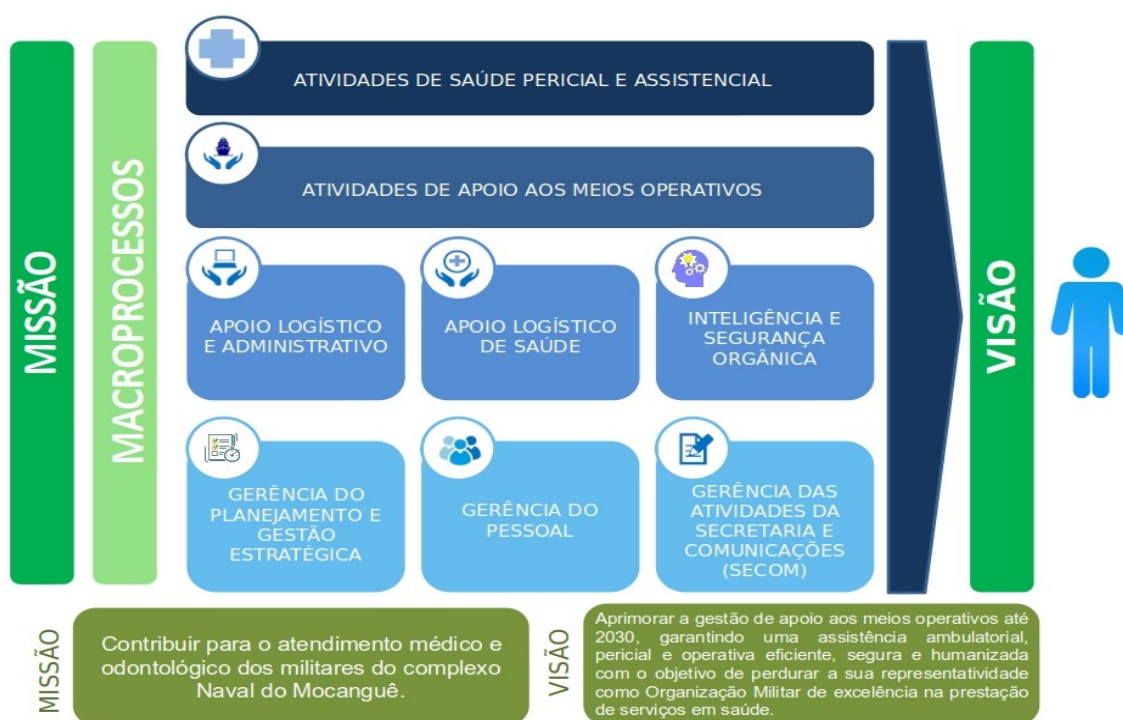 MISSÃO
MACROPROCESSOS
ATIVIDADES DE SAÚDE PERICIAL E ASSISTENCIAL
ATIVIDADES DE APOIO AOS MEIOS OPERATIVOS
APOIO LOGÍSTICO
E ADMINISTRATIVO
APOIO LOGÍSTICO
DE SAÚDE
INTELIGÊNCIA E
SEGURANÇA
ORGÂNICA
GERÊNCIA DO
PLANEJAMENTO E
GESTÃO
ESTRATÉGICA
GERÊNCIA DO
PESSOAL
GERÊNCIA DAS
ATIVIDADES DA
SECRETARIA E
COMUNICAÇÕES
(SECOM)
VISÃO
MISSÃO
Contribuir para o atendimento médico e
odontológico dos militares do complexo
Naval do Mocanguê.
VISÃO
Aprimorar a gestão de apoio aos meios operativos até
2030, garantindo uma assistência ambulatorial,
pericial e operativa eficiente, segura e humanizada
com o objetivo de perdurar a sua representatividade
como Organização Militar de excelência na prestação
de serviços em saúde.